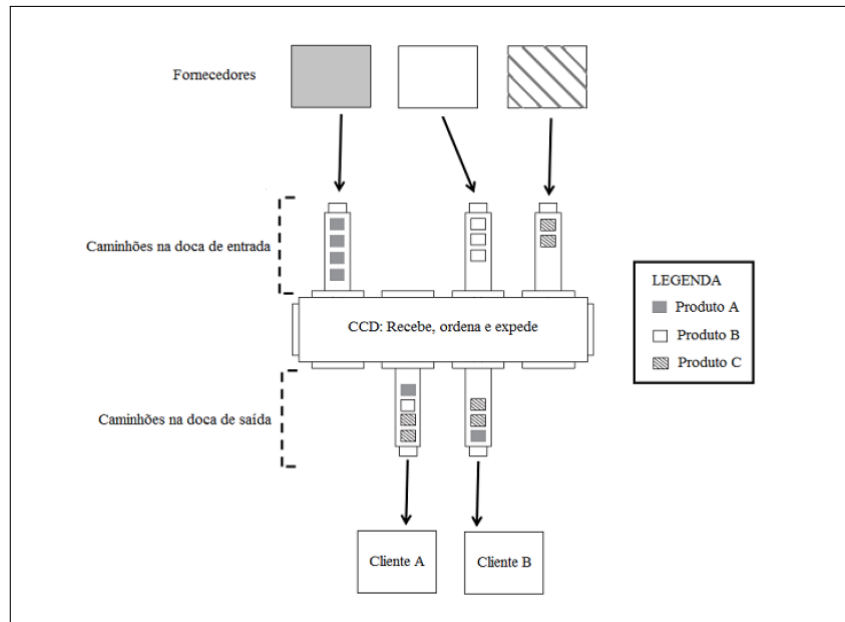 Fornecedores
Caminhões na doca de entrada
LEGENDA
Produto A
CCD: Recebe, ordena e expede
Produto B
Produto C
Caminhões na doca de saída
Cliente A
Cliente B